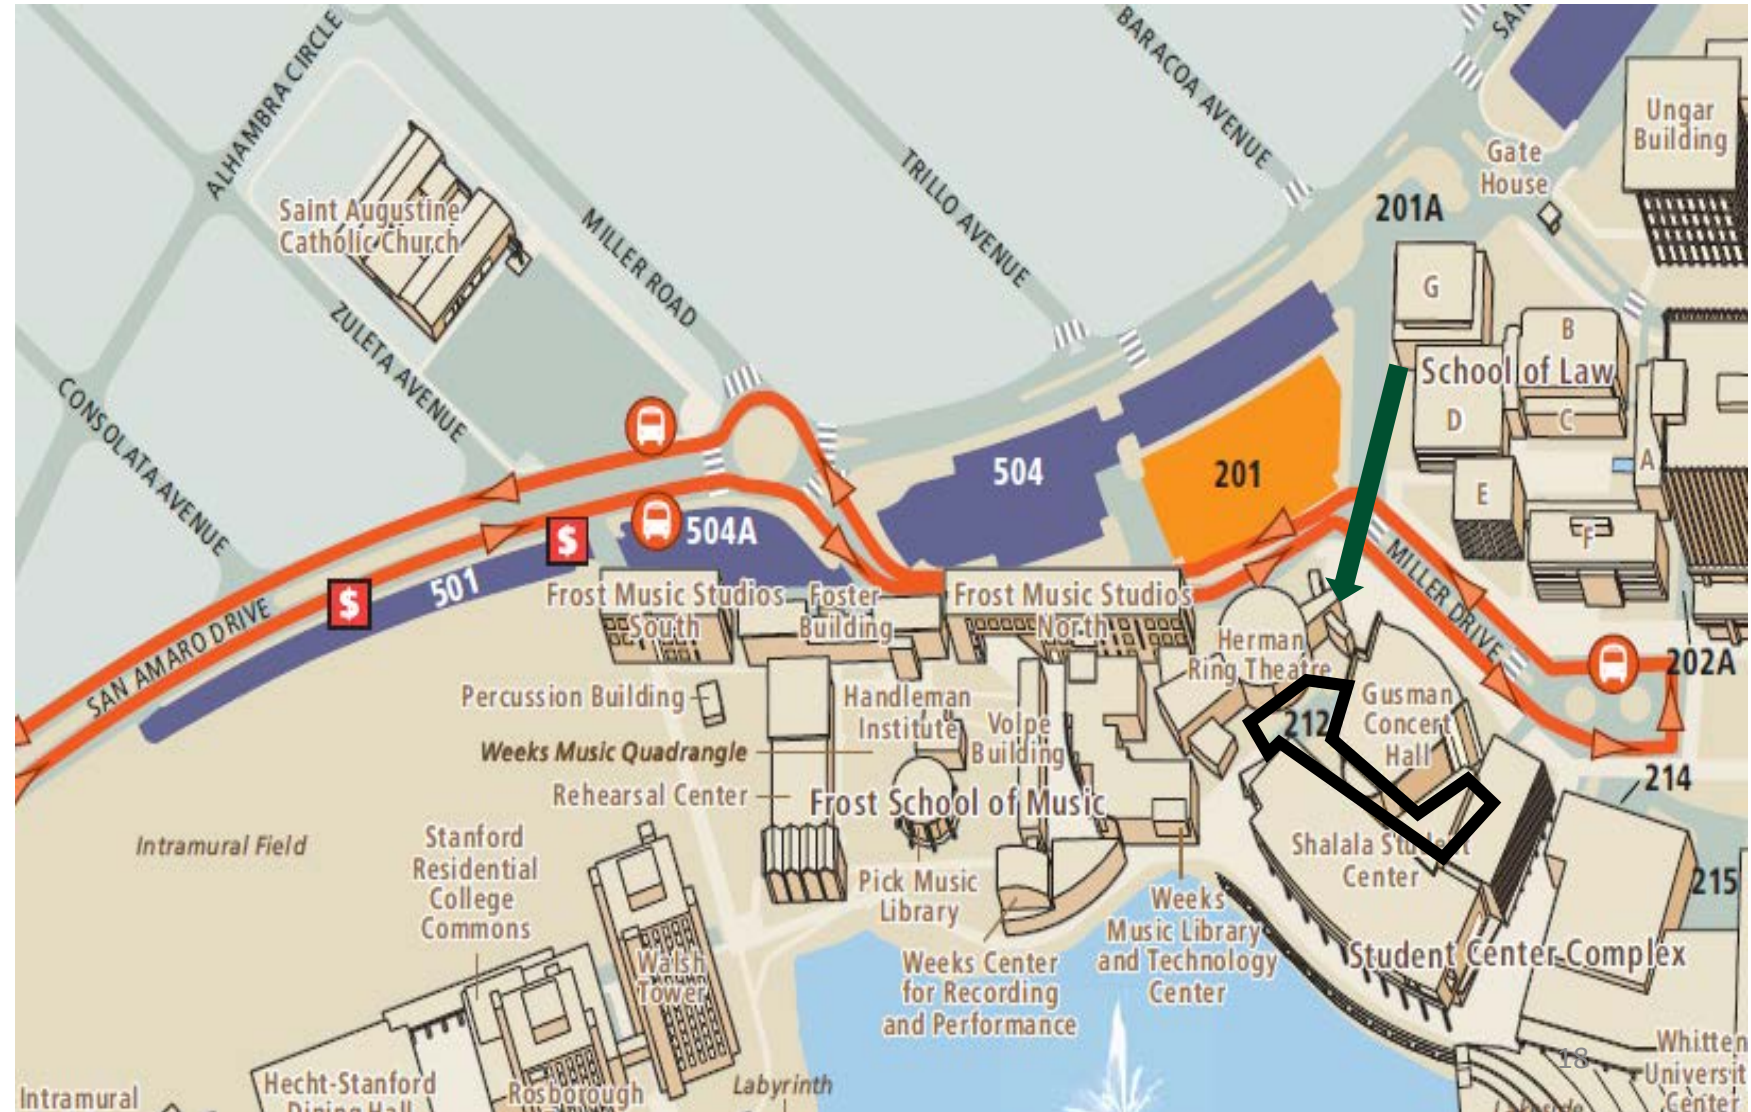 ALHAMBRA CIRCLE
BARACOA AVENUE
SAN
Ungar
Building
Gate
House
TRILLO AVENUE
201A
Saint Augustine
Catholic Church
MILLER ROAD
G
B
School of Law
ZULETA AVENUE
D
C
CONSOLATA AVENUE
504
201
A
E
F
504A
MILLER DRIVE
$
$
501
SAN AMARO DRIVE
Frost Music Studios
South
Foster
Building
Frost Music Studios
North
Herman
Ring Theatre
202A
Percussion Building
Handleman
Institute
Volpe
Building
212
Gusman
Concert
Hall
Weeks Music Quadrangle
214
Rehearsal Center
Frost School of Music
Intramural Field
Stanford
Residential
College
Commons
Shalala Student
Center
Pick Music
Library
Weeks
Music Library
and Technology
Center
215
Walsh
Tower
Weeks Center
for Recording
and Performance
Student Center Complex
18
Whitten
Universit
Center
Intramural
Hecht-Stanford
Dining Hall
Rosborough
Labyrinth
Lakeside